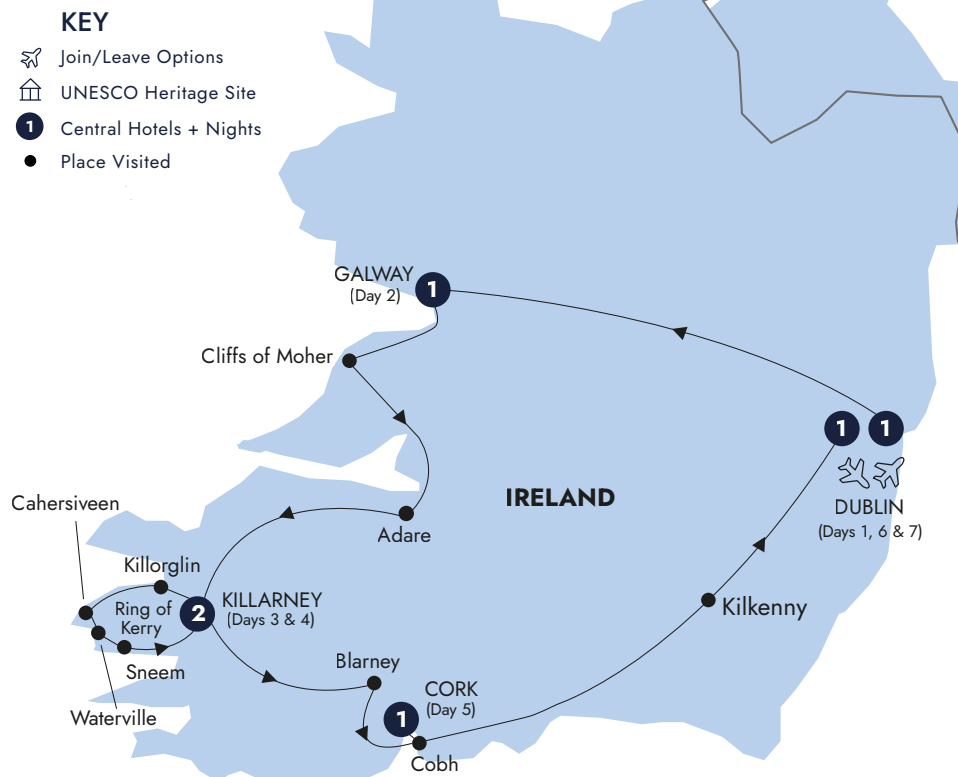 KEY
Join/Leave Options
UNESCO Heritage Site
1 Central Hotels + Nights
Place Visited
GALWAY
(Day 2)
1
Cliffs of Moher
1 1
DUBLIN
(Days 1, 6 & 7)
IRELAND
Adare
Cahersiveen
Killorglin
Ring of
Kerry
2
KILLARNEY
(Days 3 & 4)
Kilkenny
Sneem
Waterville
Blarney
CORK
(Day 5)
1
Cobh